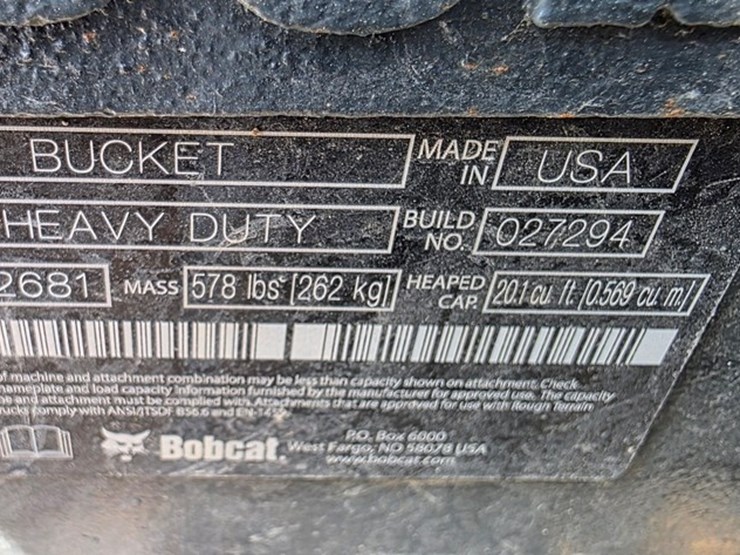 BUCKET MADE IN USA
HEAVY DUTY BUILD NO. 027294
2681 MASS 578 lbs [262 kg] HEAPED CAP. 20.1 cu. ft [0.569 cu. m]
of machine and attachment combination may be less than capacity shown on attachment. Check
nameplate and load capacity information furnished by the manufacturer for approved use. The capacity
and attachment must be complied with. Attachments that are approved for use with Rough Terrain
comply with ANSI/ITSDF B56.6 and EN-1459
Bobcat. P.O. Box 6000
West Fargo, ND 58078 USA
www.bobcat.com